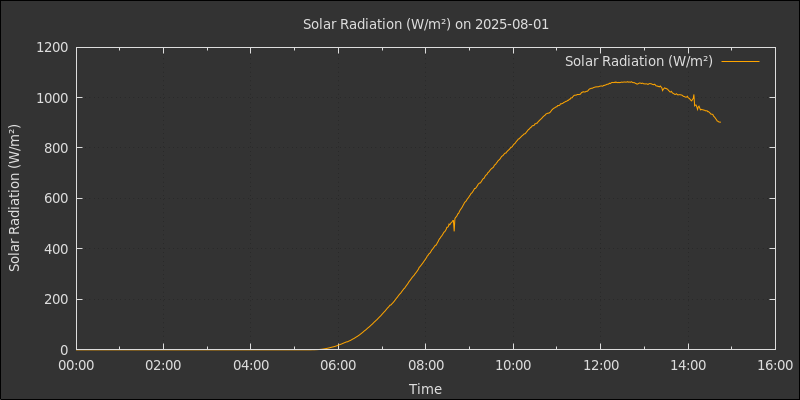 Solar Radiation (W/m²) on 2025-08-01
Solar Radiation (W/m²)
1200
1000
800
600
400
200
0
Solar Radiation (W/m²)
00:00 02:00 04:00 06:00 08:00 10:00 12:00 14:00 16:00
Time